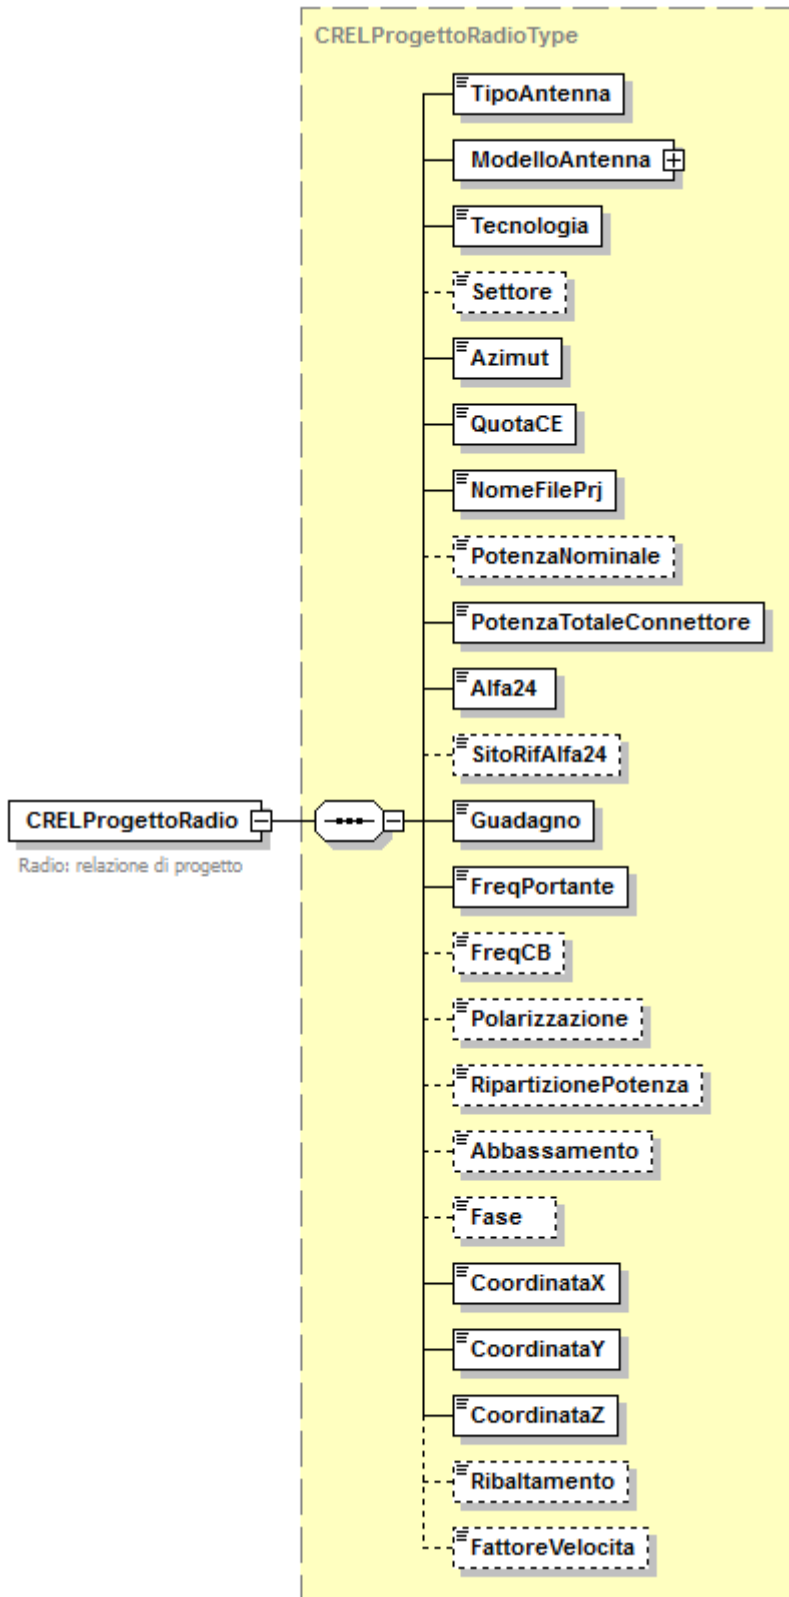 CRELProgettoRadioType
TipoAntenna
ModelloAntenna
Tecnologia
Settore
Azimut
QuotaCE
NomeFilePrj
PotenzaNominale
PotenzaTotaleConnettore
Alfa24
SitoRifAlfa24
CRELProgettoRadio
Radio: relazione di progetto
Guadagno
FreqPortante
FreqCB
Polarizzazione
RipartizionePotenza
Abbassamento
Fase
CoordinataX
CoordinataY
CoordinataZ
Ribaltamento
FattoreVelocita